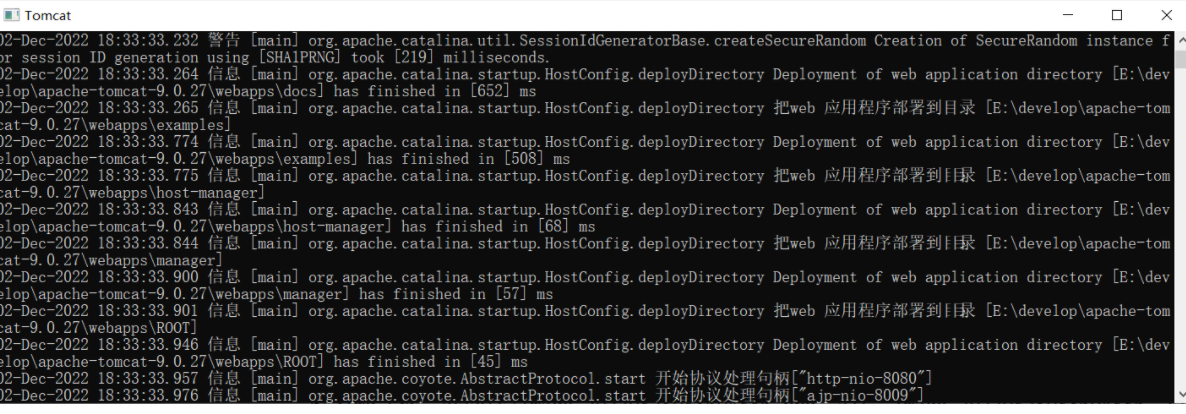 Tomcat
02-Dec-2022 18:33:33.232 警告 [main] org.apache.catalina.util.SessionIdGeneratorBase.createSecureRandom Creation of SecureRandom instance f
or session ID generation using [SHA1PRNG] took [219] milliseconds.
02-Dec-2022 18:33:33.264 信息 [main] org.apache.catalina.startup.HostConfig.deployDirectory Deployment of web application directory [E:\dev
elop\apache-tomcat-9.0.27\webapps\docs] has finished in [652] ms
02-Dec-2022 18:33:33.265 信息 [main] org.apache.catalina.startup.HostConfig.deployDirectory 把web 应用程序部署到目录 [E:\develop\apache-tom
cat-9.0.27\webapps\examples]
02-Dec-2022 18:33:33.774 信息 [main] org.apache.catalina.startup.HostConfig.deployDirectory Deployment of web application directory [E:\dev
elop\apache-tomcat-9.0.27\webapps\examples] has finished in [508] ms
02-Dec-2022 18:33:33.775 信息 [main] org.apache.catalina.startup.HostConfig.deployDirectory 把web 应用程序部署到目录 [E:\develop\apache-tom
cat-9.0.27\webapps\host-manager]
02-Dec-2022 18:33:33.843 信息 [main] org.apache.catalina.startup.HostConfig.deployDirectory Deployment of web application directory [E:\dev
elop\apache-tomcat-9.0.27\webapps\host-manager] has finished in [68] ms
02-Dec-2022 18:33:33.844 信息 [main] org.apache.catalina.startup.HostConfig.deployDirectory 把web 应用程序部署到目录 [E:\develop\apache-tom
cat-9.0.27\webapps\manager]
02-Dec-2022 18:33:33.900 信息 [main] org.apache.catalina.startup.HostConfig.deployDirectory Deployment of web application directory [E:\dev
elop\apache-tomcat-9.0.27\webapps\manager] has finished in [57] ms
02-Dec-2022 18:33:33.901 信息 [main] org.apache.catalina.startup.HostConfig.deployDirectory 把web 应用程序部署到目录 [E:\develop\apache-tom
cat-9.0.27\webapps\ROOT]
02-Dec-2022 18:33:33.946 信息 [main] org.apache.catalina.startup.HostConfig.deployDirectory Deployment of web application directory [E:\dev
elop\apache-tomcat-9.0.27\webapps\ROOT] has finished in [45] ms
02-Dec-2022 18:33:33.957 信息 [main] org.apache.coyote.AbstractProtocol.start 开始协议处理句柄["http-nio-8080"]
02-Dec-2022 18:33:33.976 信息 [main] org.apache.coyote.AbstractProtocol.start 开始协议处理句柄["ajp-nio-8009"]